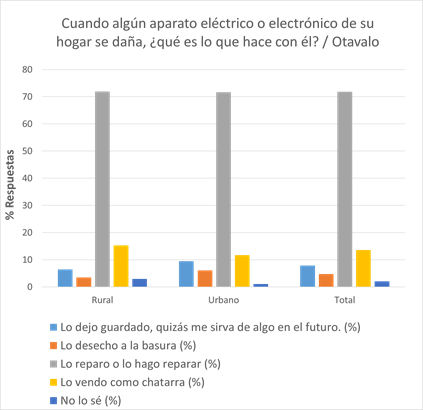 Cuando algún aparato eléctrico o electrónico de su
hogar se daña, ¿qué es lo que hace con él? / Otavalo
80
70
60
50
40
30
20
10
0
% Respuestas
Rural
Urbano
Total
Lo dejo guardado, quizás me sirva de algo en el futuro. (%)
Lo desecho a la basura (%)
Lo reparo o lo hago reparar (%)
Lo vendo como chatarra (%)
No lo sé (%)